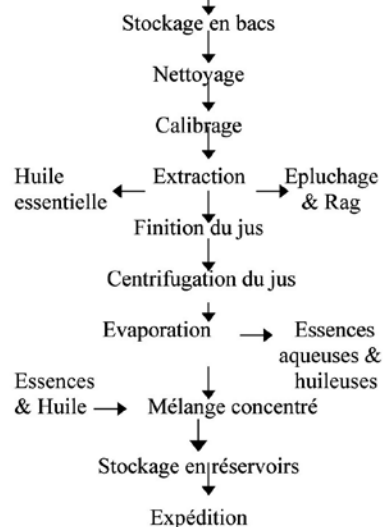 Stockage en bacs
Nettoyage
Calibrage
Huile
essentielle
Extraction
Epluchage
& Rag
Finition du jus
Centrifugation du jus
Evaporation
Essences
aqueuses &
huileuses
Essences
& Huile
Mélange concentré
Stockage en réservoirs
Expédition